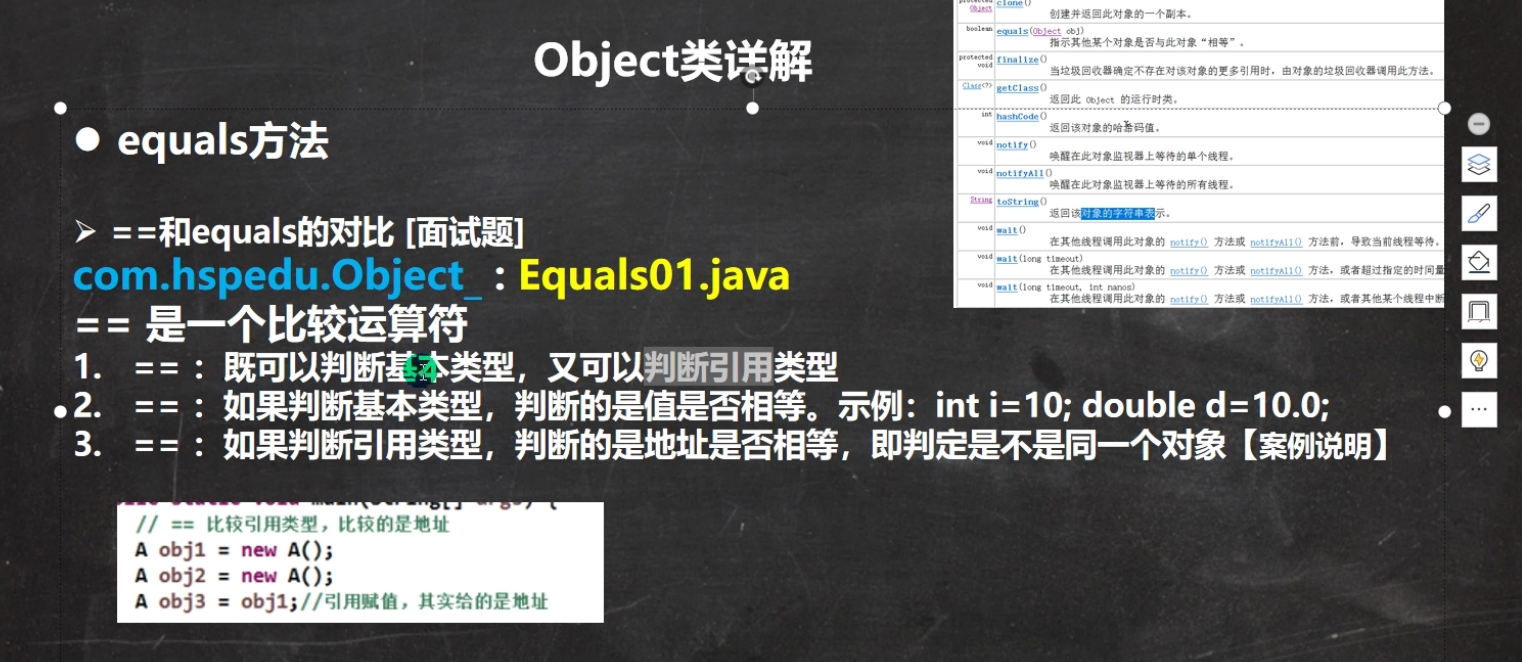 Object类详解
equals方法
==和equals的对比 [面试题]
com.hspedu.Object_ : Equals01.java
== 是一个比较运算符
1. == ：既可以判断基本类型，又可以判断引用类型
2. == ：如果判断基本类型，判断的是值是否相等。示例：int i=10; double d=10.0;
3. == ：如果判断引用类型，判断的是地址是否相等，即判定是不是同一个对象【案例说明】
// == 比较引用类型，比较的是地址
A obj1 = new A();
A obj2 = new A();
A obj3 = obj1;//引用赋值，其实给的是地址
protected
Object
clone()
创建并返回此对象的一个副本。
boolean
equals(Object obj)
指示其他某个对象是否与此对象“相等”。
protected
void
finalize()
当垃圾回收器确定不存在对该对象的更多引用时，由对象的垃圾回收器调用此方法。
Class<?>
getClass()
返回此 Object 的运行时类。
int
hashCode()
返回该对象的哈希码值。
void
notify()
唤醒在此对象监视器上等待的单个线程。
void
notifyAll()
唤醒在此对象监视器上等待的所有线程。
String
toString()
返回该对象的字符串表示。
void
wait()
在其他线程调用此对象的 notify() 方法或 notifyAll() 方法前，导致当前线程等待。
void
wait(long timeout)
在其他线程调用此对象的 notify() 方法或 notifyAll() 方法，或者超过指定的时间量
void
wait(long timeout, int nanos)
在其他线程调用此对象的 notify() 方法或 notifyAll() 方法，或者其他某个线程中断